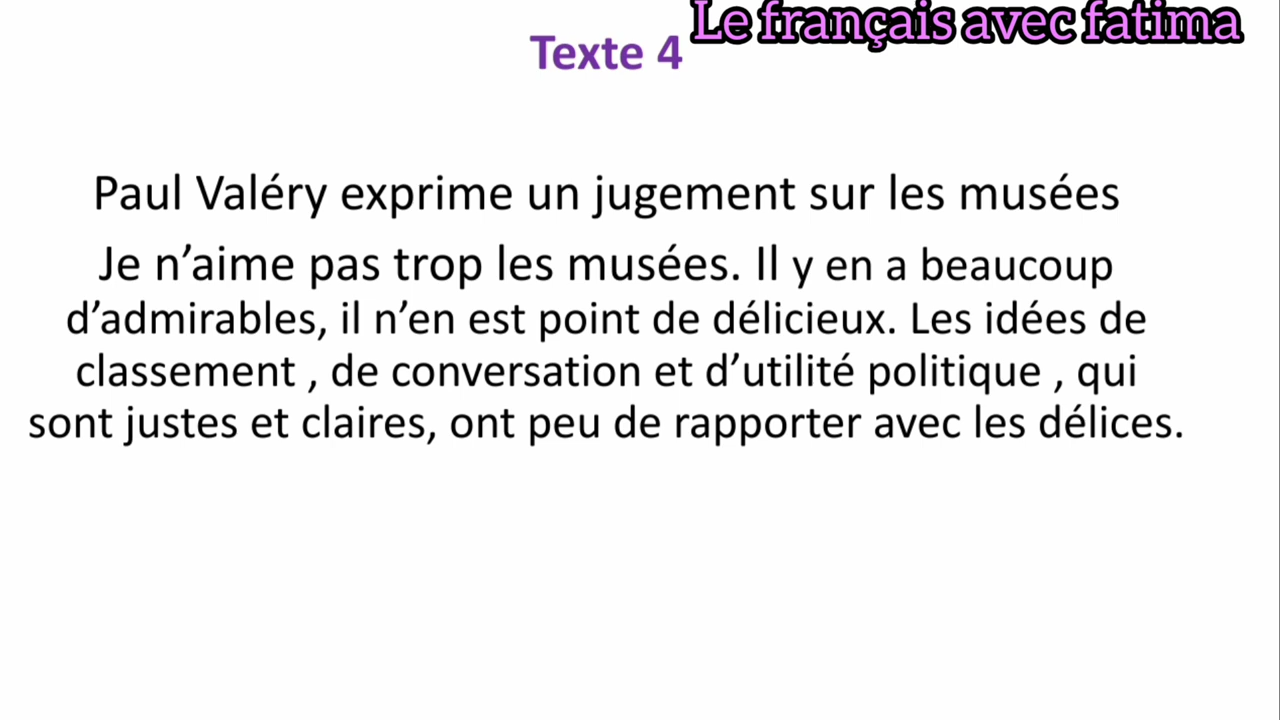 Le français avec fatima
Texte 4
Paul Valéry exprime un jugement sur les musées
Je n’aime pas trop les musées. Il y en a beaucoup
d’admirables, il n’en est point de délicieux. Les idées de
classement , de conversation et d’utilité politique , qui
sont justes et claires, ont peu de rapporter avec les délices.